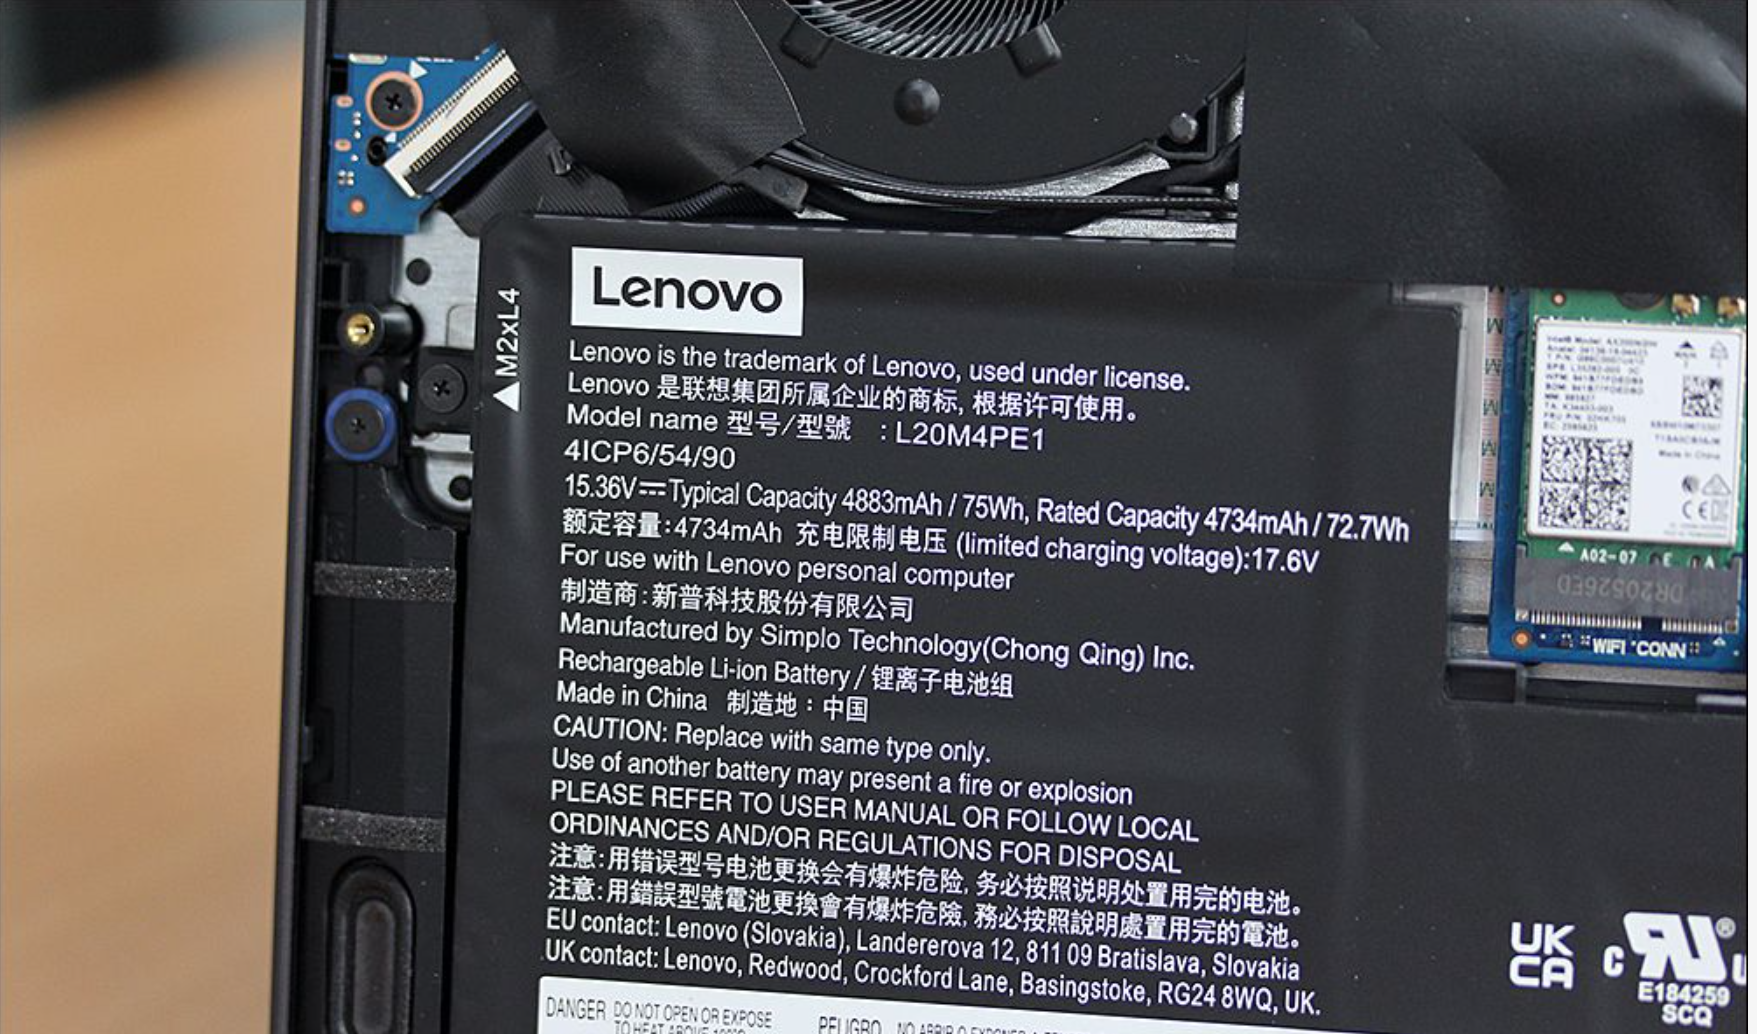 Lenovo
M2xL4
Lenovo is the trademark of Lenovo, used under license.
Lenovo 是联想集团所属企业的商标, 根据许可使用。
Model name 型号/型號 : L20M4PE1
4ICP6/54/90
15.36V⎓Typical Capacity 4883mAh / 75Wh, Rated Capacity 4734mAh / 72.7Wh
额定容量:4734mAh 充电限制电压 (limited charging voltage):17.6V
For use with Lenovo personal computer
制造商:新普科技股份有限公司
Manufactured by Simplo Technology(Chong Qing) Inc.
Rechargeable Li-ion Battery / 锂离子电池组
Made in China 制造地：中国
CAUTION: Replace with same type only.
Use of another battery may present a fire or explosion
PLEASE REFER TO USER MANUAL OR FOLLOW LOCAL
ORDINANCES AND/OR REGULATIONS FOR DISPOSAL
注意:用错误型号电池更换会有爆炸危险, 务必按照说明处置用完的电池。
注意:用錯誤型號電池更換會有爆炸危險, 務必按照說明處置用完的電池。
EU contact: Lenovo (Slovakia), Landererova 12, 811 09 Bratislava, Slovakia
UK contact: Lenovo, Redwood, Crockford Lane, Basingstoke, RG24 8WQ, UK.
DANGER DO NOT OPEN OR EXPOSE
TO HEAT ABOVE
PELIGRO NO ABRIR O
UK
CA
C
E184259
SCQ
Made in China
A02-07 E A
DR20526ED
WIFI CONN